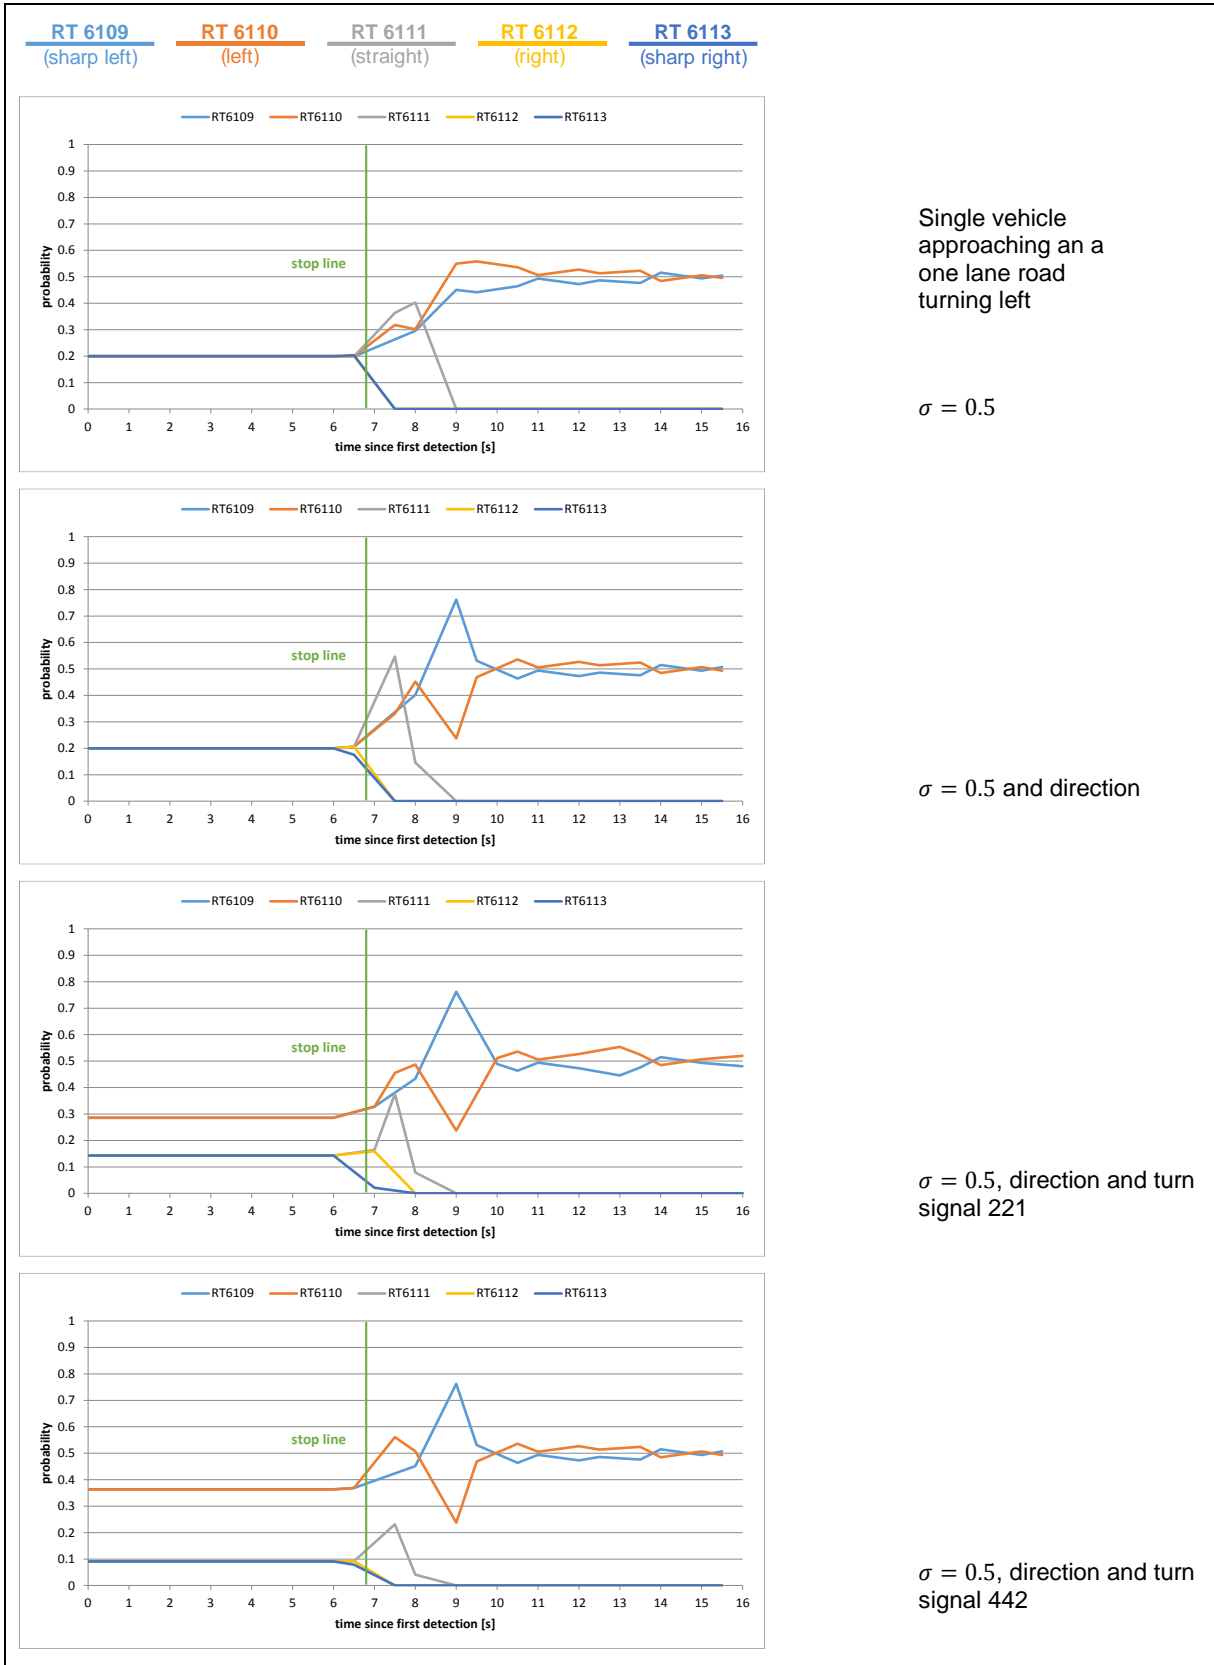 RT 6109 RT 6110 RT 6111 RT 6112 RT 6113
(sharp left) (left) (straight) (right) (sharp right)
RT6109 RT6110 RT6111 RT6112 RT6113
1
0.9
0.8
0.7
0.6
0.5
0.4
0.3
0.2
0.1
0
probability
stop line
0 1 2 3 4 5 6 7 8 9 10 11 12 13 14 15 16
time since first detection [s]
Single vehicle
approaching an a
one lane road
turning left
σ = 0.5
RT6109 RT6110 RT6111 RT6112 RT6113
1
0.9
0.8
0.7
0.6
0.5
0.4
0.3
0.2
0.1
0
probability
stop line
0 1 2 3 4 5 6 7 8 9 10 11 12 13 14 15 16
time since first detection [s]
σ = 0.5 and direction
RT6109 RT6110 RT6111 RT6112 RT6113
1
0.9
0.8
0.7
0.6
0.5
0.4
0.3
0.2
0.1
0
probability
stop line
0 1 2 3 4 5 6 7 8 9 10 11 12 13 14 15 16
time since first detection [s]
σ = 0.5, direction and turn
signal 221
RT6109 RT6110 RT6111 RT6112 RT6113
1
0.9
0.8
0.7
0.6
0.5
0.4
0.3
0.2
0.1
0
probability
stop line
0 1 2 3 4 5 6 7 8 9 10 11 12 13 14 15 16
time since first detection [s]
σ = 0.5, direction and turn
signal 442